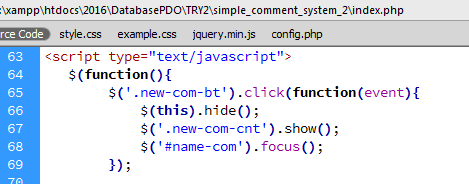 xampp\htdocs\2016\DatabasePDO\TRY2\simple_comment_system_2\index.php
Code style.css example.css jquery.min.js config.php
63 <script type="text/javascript">
64 $(function(){
65 $('.new-com-bt').click(function(event){
66 $(this).hide();
67 $('.new-com-cnt').show();
68 $('#name-com').focus();
69 });